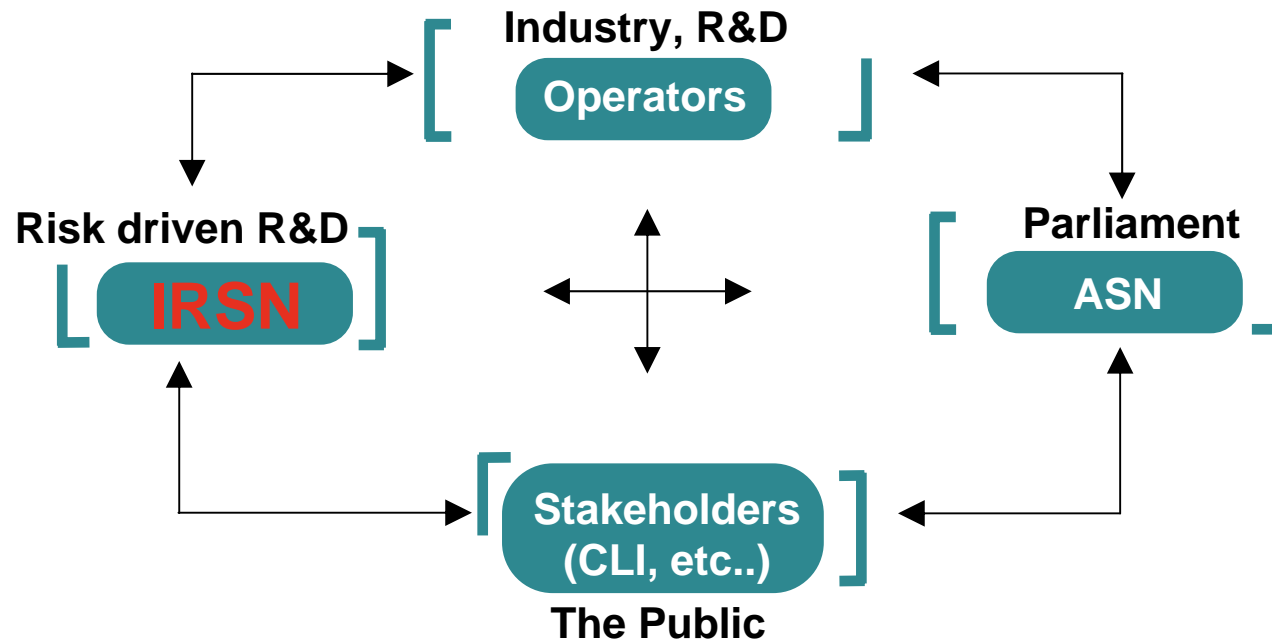 Industry, R&D
Operators
Risk driven R&D
IRSN
Parliament
ASN
Stakeholders
(CLI, etc..)
The Public